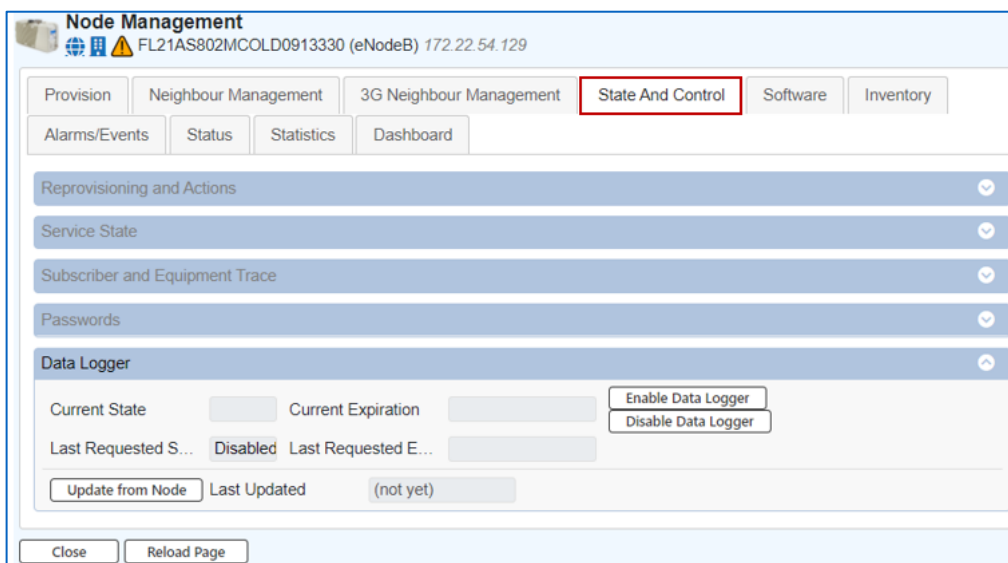 Node Management
FL21AS802MCOLD0913330 (eNodeB) 172.22.54.129
Provision Neighbour Management 3G Neighbour Management State And Control Software Inventory
Alarms/Events Status Statistics Dashboard
Reprovisioning and Actions
Service State
Subscriber and Equipment Trace
Passwords
Data Logger
Current State Current Expiration Enable Data Logger
Disable Data Logger
Last Requested S... Disabled Last Requested E...
Update from Node Last Updated (not yet)
Close Reload Page